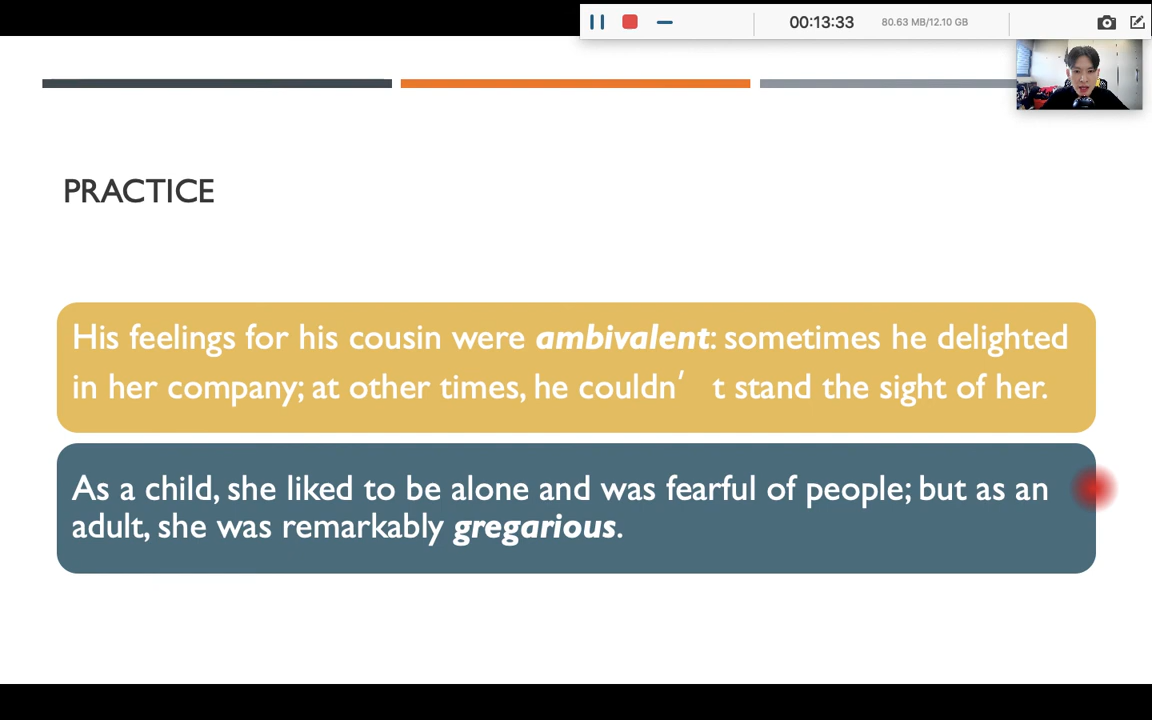 00:13:33
80.63 MB/12.10 GB
PRACTICE
His feelings for his cousin were ambivalent: sometimes he delighted
in her company; at other times, he couldn′ t stand the sight of her.
As a child, she liked to be alone and was fearful of people; but as an
adult, she was remarkably gregarious.